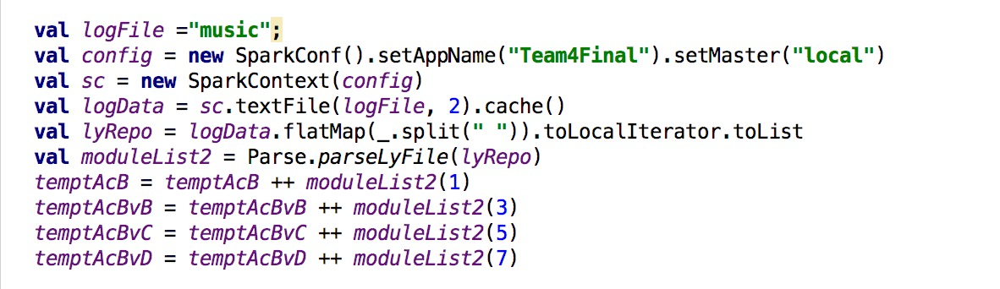 val logFile ="music";
val config = new SparkConf().setAppName("Team4Final").setMaster("local")
val sc = new SparkContext(config)
val logData = sc.textFile(logFile, 2).cache()
val lyRepo = logData.flatMap(_.split(" ")).toLocalIterator.toList
val moduleList2 = Parse.parseLyFile(lyRepo)
temptAcB = temptAcB ++ moduleList2(1)
temptAcBvB = temptAcBvB ++ moduleList2(3)
temptAcBvC = temptAcBvC ++ moduleList2(5)
temptAcBvD = temptAcBvD ++ moduleList2(7)